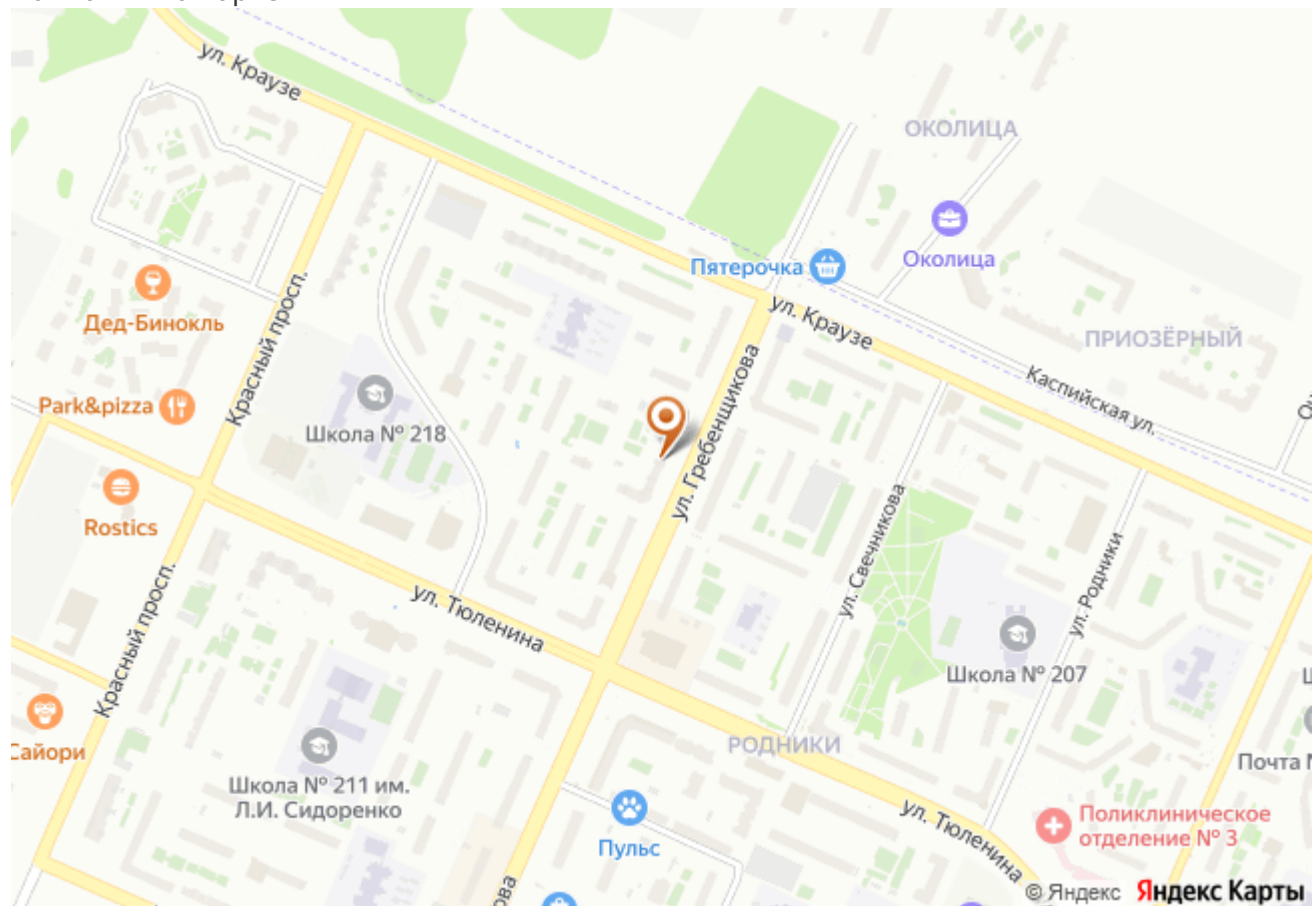 ул. Краузе
ОКОЛИЦА
Околица
Пятерочка
Дед-Бинокль
Красный просп.
ул. Краузе
ПРИОЗЁРНЫЙ
Каспийская ул.
Park&pizza
Школа № 218
ул. Гребенщикова
Rostics
ул. Свечникова
ул. Родники
Красный просп.
ул. Тюленина
Школа № 207
Сайори
РОДНИКИ
Школа № 211 им.
Л.И. Сидоренко
Почта
Пульс
ул. Тюленина
Поликлиническое
отделение № 3
© Яндекс Яндекс Карты